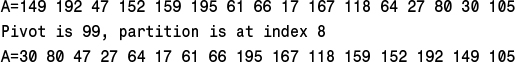 A=149 192 47 152 159 195 61 66 17 167 118 64 27 80 30 105
Pivot is 99, partition is at index 8
A=30 80 47 27 64 17 61 66 195 167 118 159 152 192 149 105